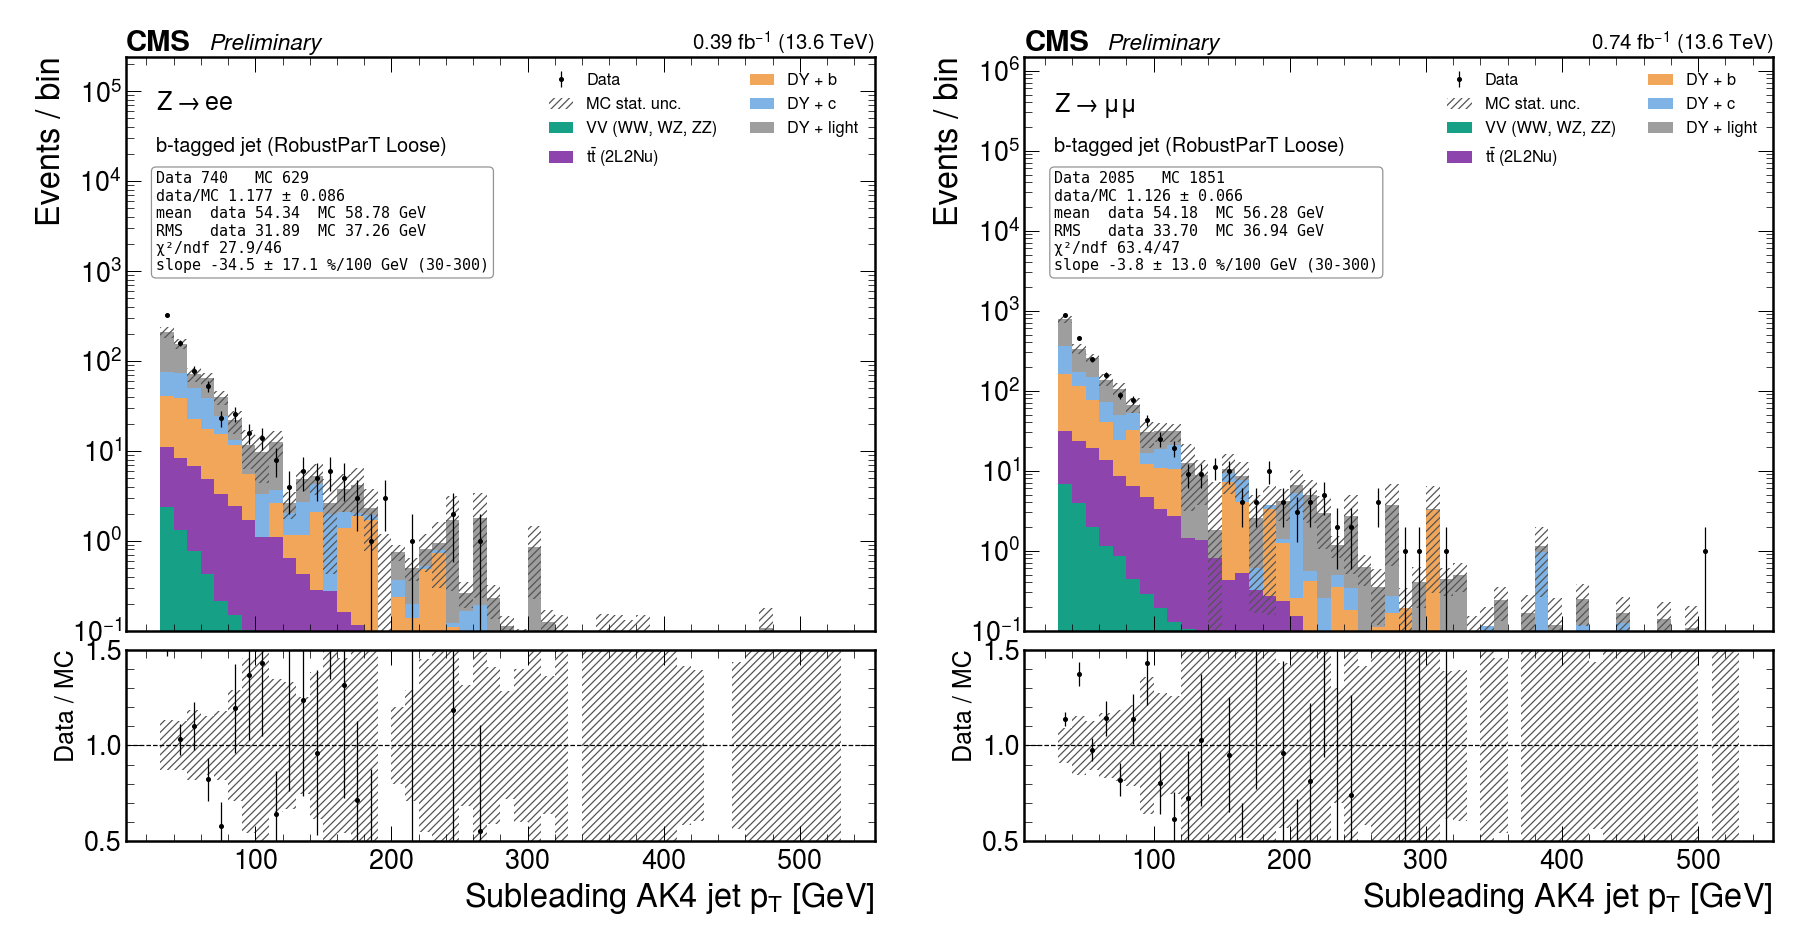 CMS Preliminary 0.39 fb⁻¹ (13.6 TeV)
Events / bin
10⁵
10⁴
10³
10²
10¹
10⁰
10⁻¹
Z → ee
b-tagged jet (RobustParT Loose)
Data 740 MC 629
data/MC 1.177 ± 0.086
mean data 54.34 MC 58.78 GeV
RMS data 31.89 MC 37.26 GeV
χ²/ndf 27.9/46
slope -34.5 ± 17.1 %/100 GeV (30-300)
Data
MC stat. unc.
VV (WW, WZ, ZZ)
tt̄ (2L2Nu)
DY + b
DY + c
DY + light
Data / MC
1.5
1.0
0.5
100 200 300 400 500
Subleading AK4 jet p_T [GeV]
CMS Preliminary 0.74 fb⁻¹ (13.6 TeV)
Events / bin
10⁶
10⁵
10⁴
10³
10²
10¹
10⁰
10⁻¹
Z → μμ
b-tagged jet (RobustParT Loose)
Data 2085 MC 1851
data/MC 1.126 ± 0.066
mean data 54.18 MC 56.28 GeV
RMS data 33.70 MC 36.94 GeV
χ²/ndf 63.4/47
slope -3.8 ± 13.0 %/100 GeV (30-300)
Data
MC stat. unc.
VV (WW, WZ, ZZ)
tt̄ (2L2Nu)
DY + b
DY + c
DY + light
Data / MC
1.5
1.0
0.5
100 200 300 400 500
Subleading AK4 jet p_T [GeV]